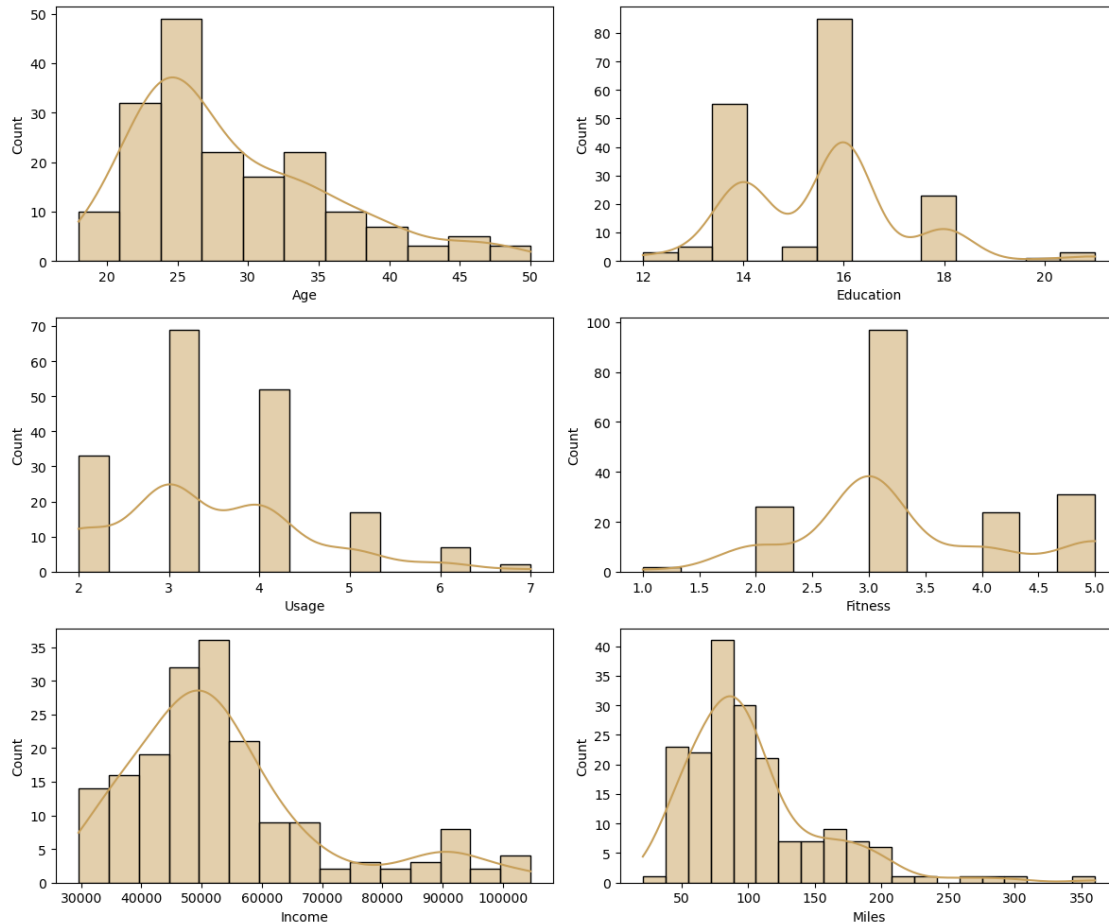 50
40
30
20
10
0
Count
20 25 30 35 40 45 50
Age
80
70
60
50
40
30
20
10
0
Count
12 14 16 18 20
Education
70
60
50
40
30
20
10
0
Count
2 3 4 5 6 7
Usage
100
80
60
40
20
0
Count
1.0 1.5 2.0 2.5 3.0 3.5 4.0 4.5 5.0
Fitness
35
30
25
20
15
10
5
0
Count
30000 40000 50000 60000 70000 80000 90000 100000
Income
40
35
30
25
20
15
10
5
0
Count
50 100 150 200 250 300 350
Miles